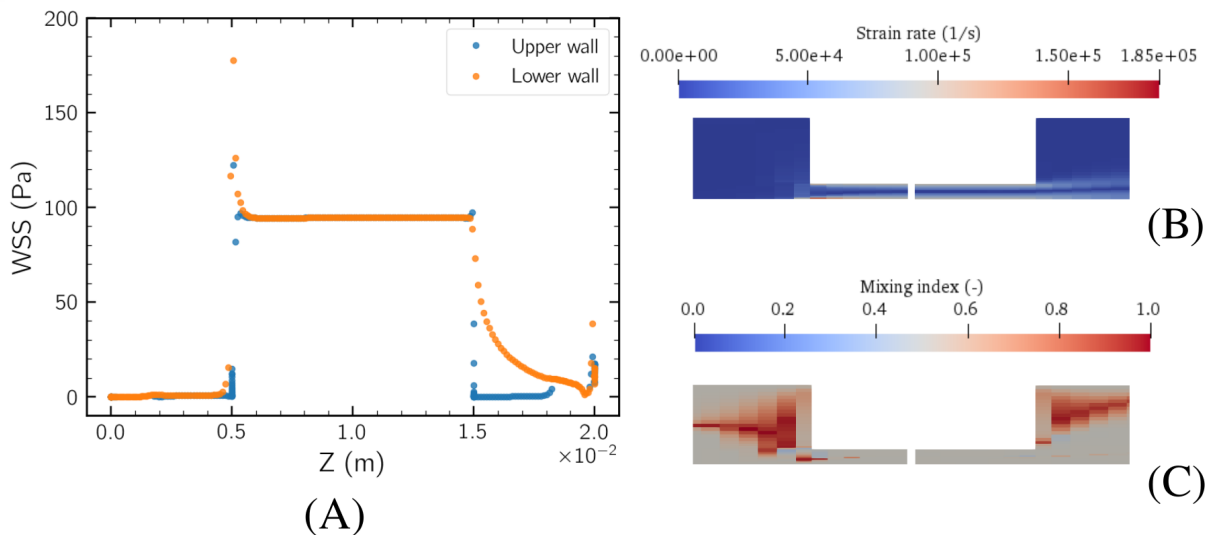 200
150
100
50
0
WSS (Pa)
Upper wall
Lower wall
0.0 0.5 1.0 1.5 2.0
×10⁻²
Z (m)
(A)
Strain rate (1/s)
0.00e+00 5.00e+4 1.00e+5 1.50e+5 1.85e+05
(B)
Mixing index (-)
0.0 0.2 0.4 0.6 0.8 1.0
(C)